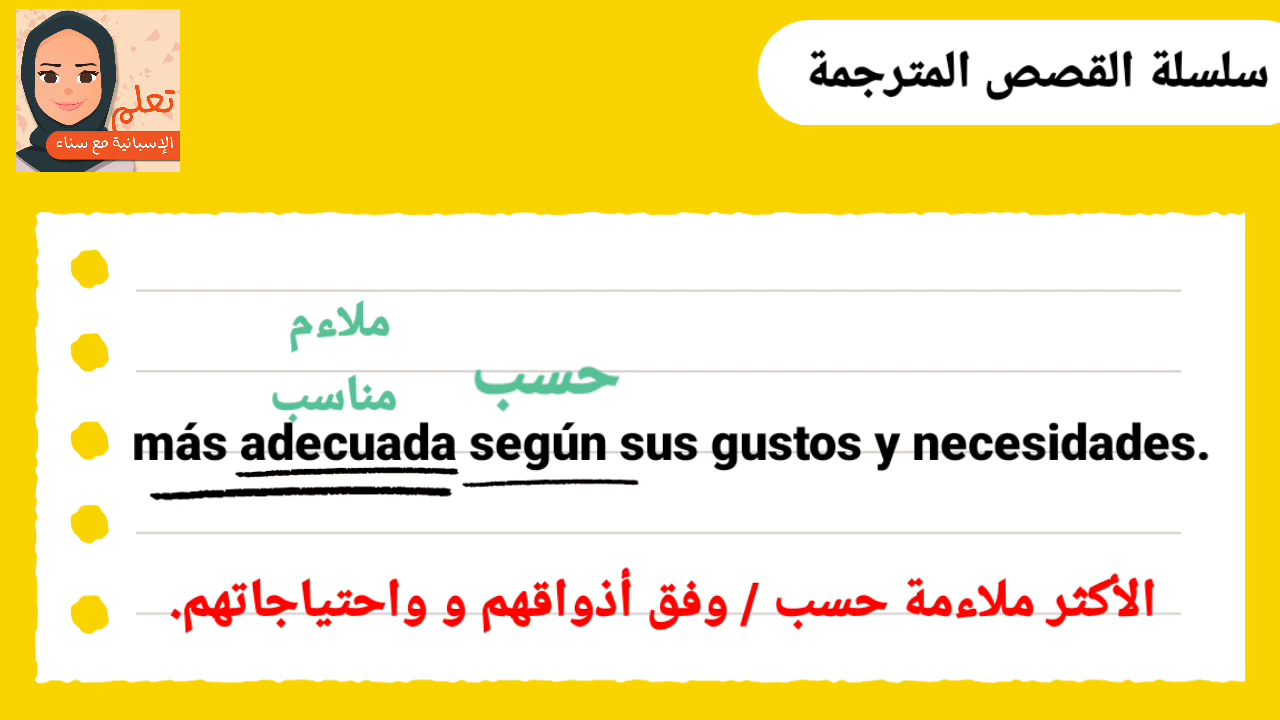 تعلم
الإسبانية مع سناء
سلسلة القصص المترجمة
ملاءم
مناسب
حسب
más adecuada según sus gustos y necesidades.
الأكثر ملاءمة حسب / وفق أذواقهم و واحتياجاتهم.